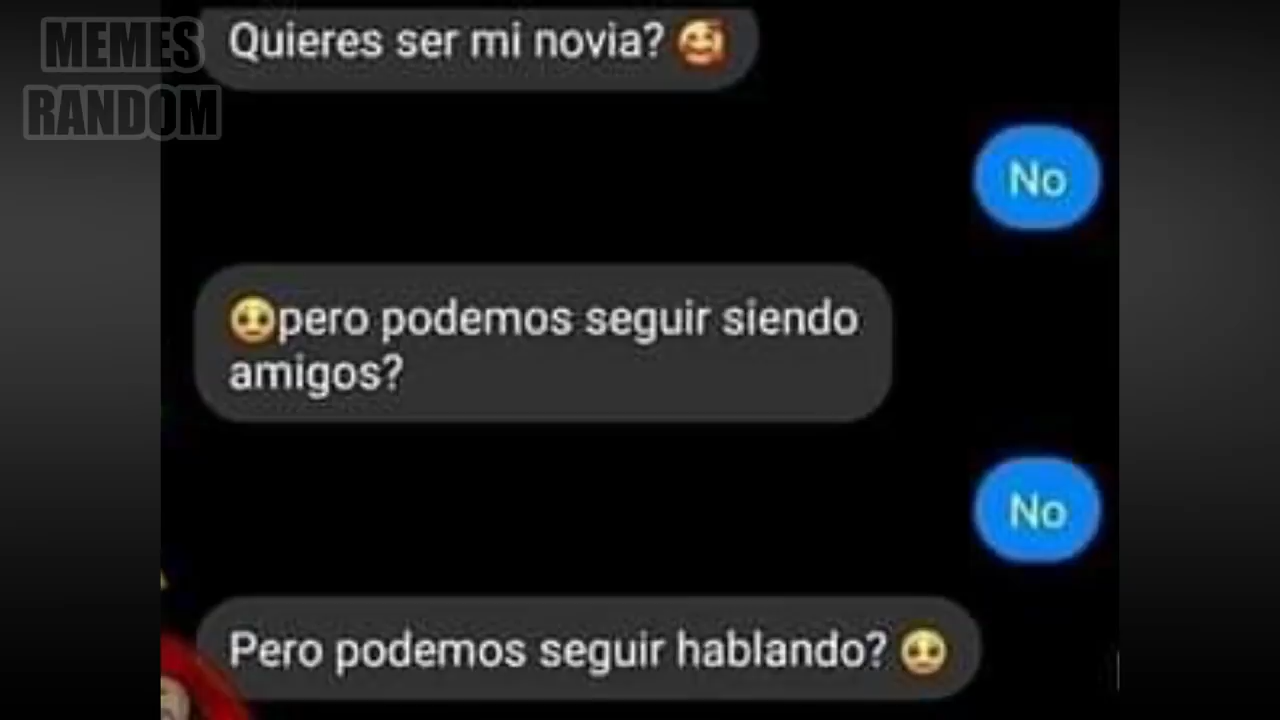 MEMES
RANDOM
Quieres ser mi novia? 🥰
No
🥺pero podemos seguir siendo
amigos?
No
Pero podemos seguir hablando? 🥺